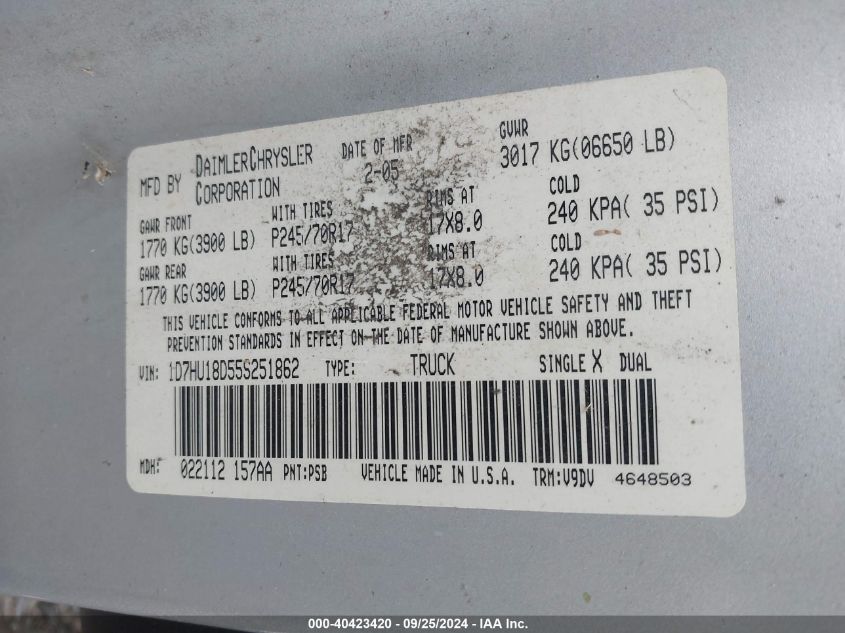 MFD BY DAIMLERCHRYSLER CORPORATION
DATE OF MFR 2-05
GVWR 3017 KG(06650 LB)
GAWR FRONT WITH TIRES RIMS AT COLD
1770 KG(3900 LB) P245/70R17 17X8.0 240 KPA( 35 PSI)
GAWR REAR WITH TIRES RIMS AT COLD
1770 KG(3900 LB) P245/70R17 17X8.0 240 KPA( 35 PSI)
THIS VEHICLE CONFORMS TO ALL APPLICABLE FEDERAL MOTOR VEHICLE SAFETY AND THEFT
PREVENTION STANDARDS IN EFFECT ON THE DATE OF MANUFACTURE SHOWN ABOVE.
VIN: 1D7HU18D55S251862 TYPE: TRUCK SINGLE X DUAL
MDH: 022112 157AA PNT:PSB VEHICLE MADE IN U.S.A. TRM:V9DV 4648503
000-40423420 - 09/25/2024 - IAA Inc.